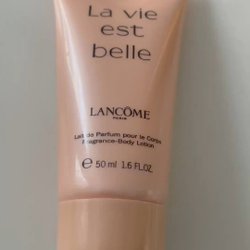 La vie
est
belle
LANCÔME
PARIS
Lait de Parfum pour le Corps
Fragrance-Body Lotion
e 50 ml 1.6 FL.OZ.